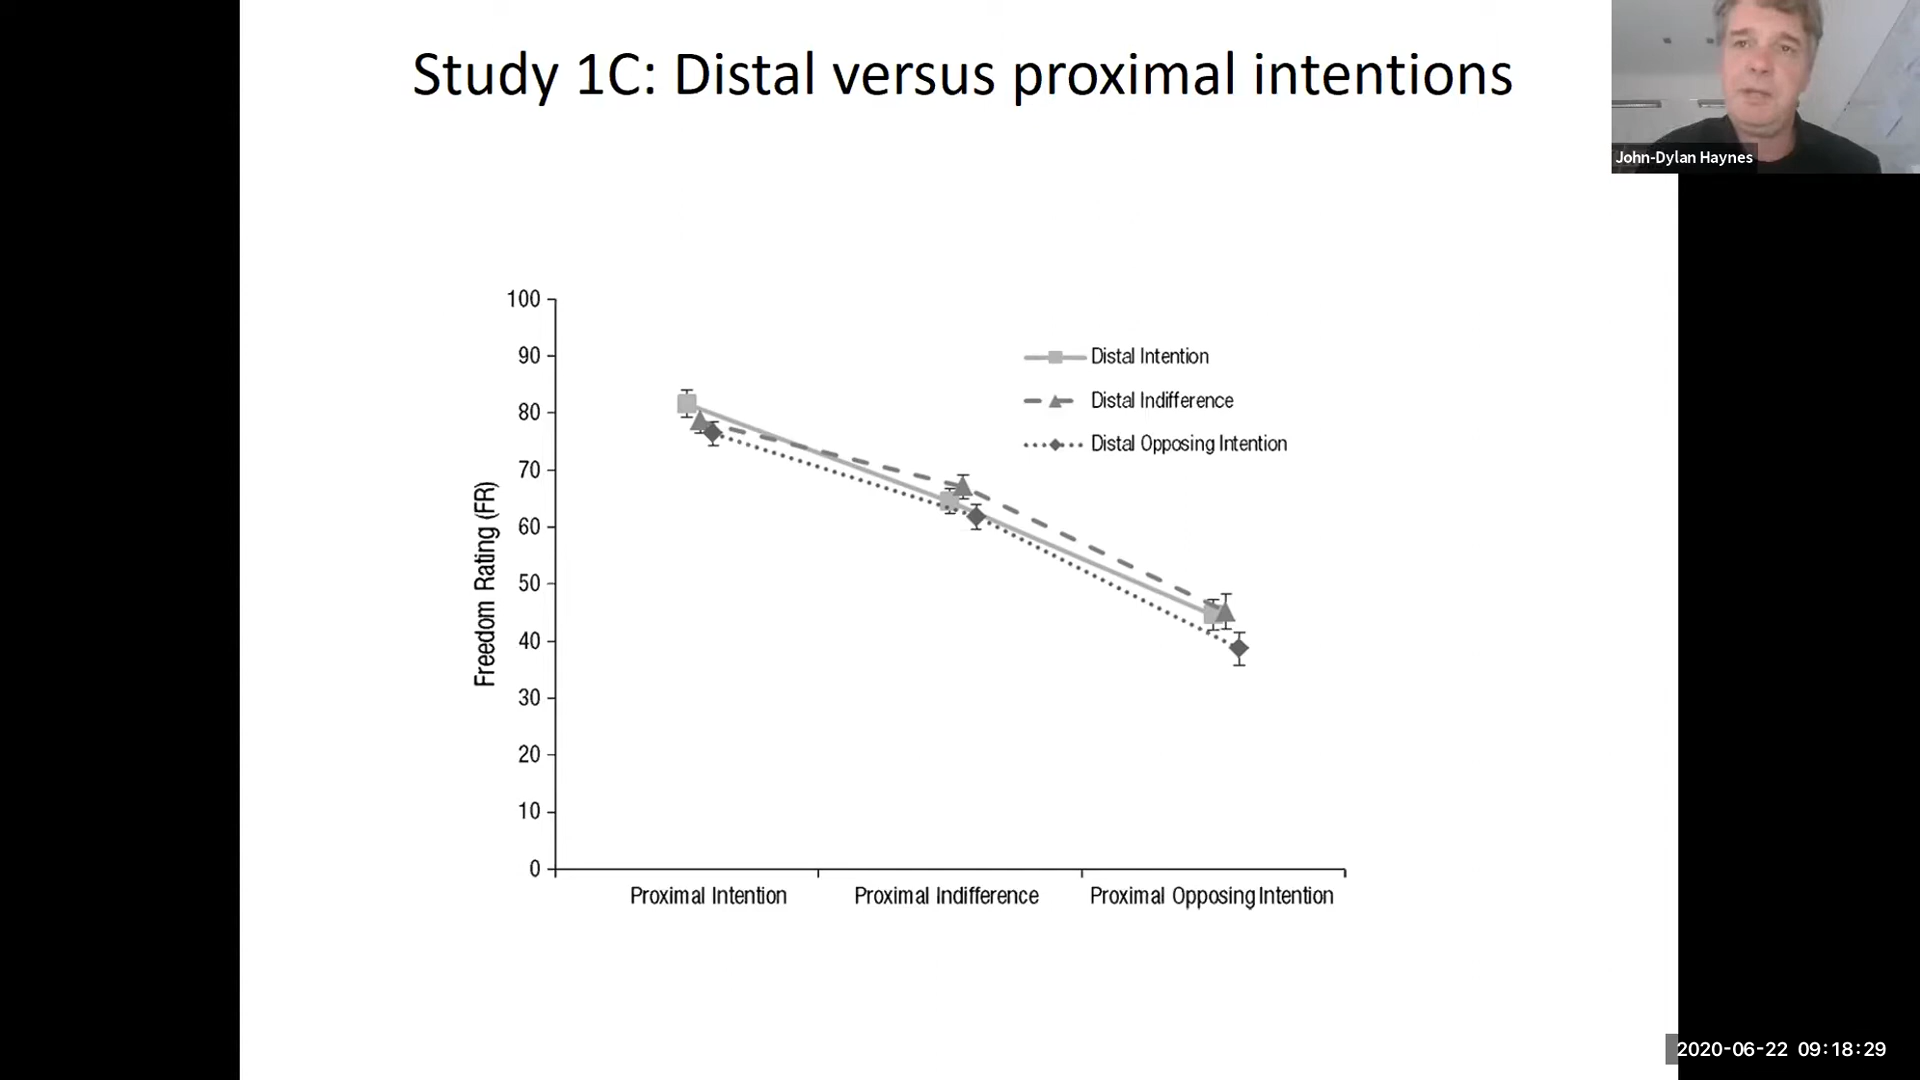 Study 1C: Distal versus proximal intentions
John-Dylan Haynes
100
90
80
70
60
50
40
30
20
10
0
Freedom Rating (FR)
Distal Intention
Distal Indifference
Distal Opposing Intention
Proximal Intention
Proximal Indifference
Proximal Opposing Intention
2020-06-22 09:18:29